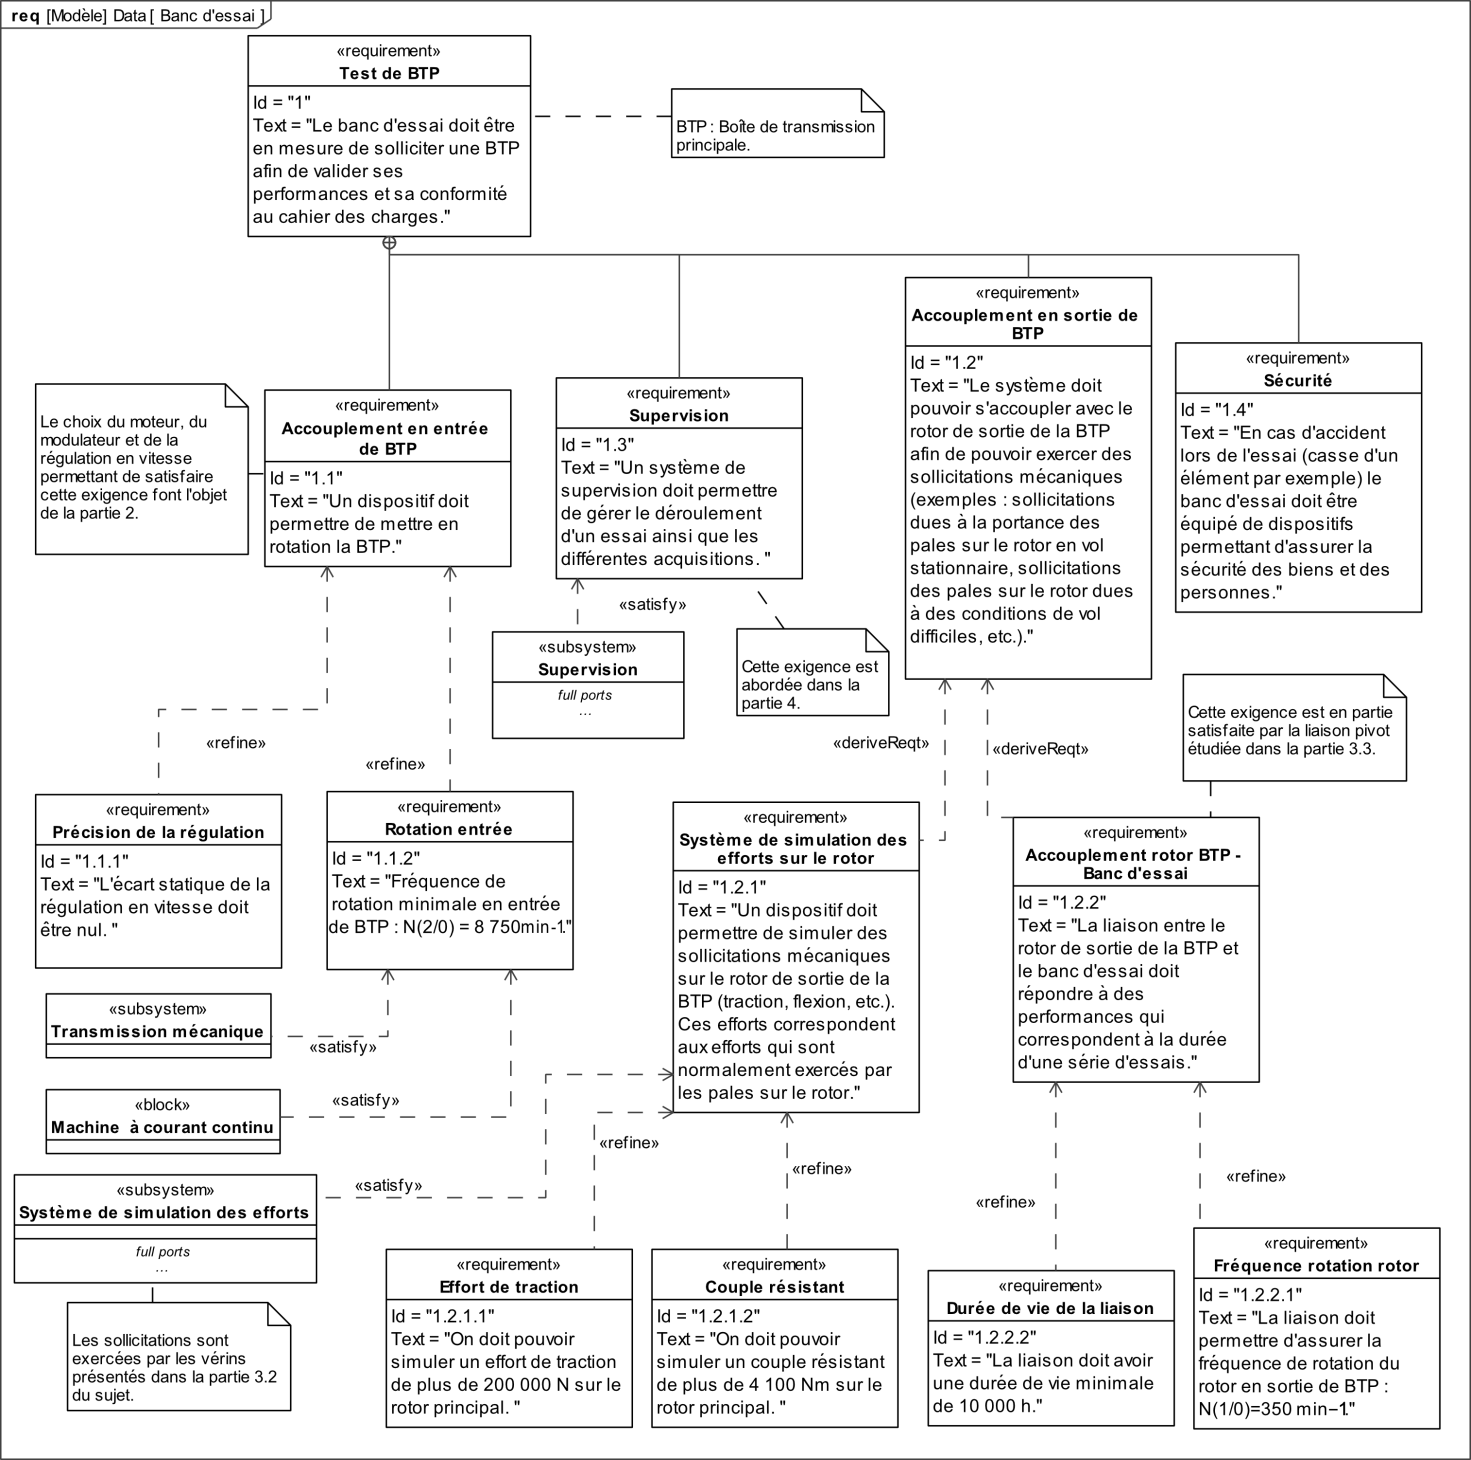 req [Modèle] Data [ Banc d'essai ]
«requirement»
Test de BTP
Id = "1"
Text = "Le banc d'essai doit être
en mesure de solliciter une BTP
afin de valider ses
performances et sa conformité
au cahier des charges."
BTP : Boîte de transmission
principale.
«requirement»
Accouplement en sortie de
BTP
Id = "1.2"
Text = "Le système doit
pouvoir s'accoupler avec le
rotor de sortie de la BTP
afin de pouvoir exercer des
sollicitations mécaniques
(exemples : sollicitations
dues à la portance des
pales sur le rotor en vol
stationnaire, sollicitations
des pales sur le rotor dues
à des conditions de vol
difficiles, etc.)."
«requirement»
Sécurité
Id = "1.4"
Text = "En cas d'accident
lors de l'essai (casse d'un
élément par exemple) le
banc d'essai doit être
équipé de dispositifs
permettant d'assurer la
sécurité des biens et des
personnes."
Le choix du moteur, du
modulateur et de la
régulation en vitesse
permettant de satisfaire
cette exigence font l'objet
de la partie 2.
«requirement»
Accouplement en entrée
de BTP
Id = "1.1"
Text = "Un dispositif doit
permettre de mettre en
rotation la BTP."
«requirement»
Supervision
Id = "1.3"
Text = "Un système de
supervision doit permettre
de gérer le déroulement
d'un essai ainsi que les
différentes acquisitions. "
«satisfy»
«subsystem»
Supervision
full ports
...
Cette exigence est
abordée dans la
partie 4.
Cette exigence est en partie
satisfaite par la liaison pivot
étudiée dans la partie 3.3.
«refine»
«refine»
«deriveReqt»
«deriveReqt»
«requirement»
Précision de la régulation
Id = "1.1.1"
Text = "L'écart statique de la
régulation en vitesse doit
être nul. "
«requirement»
Rotation entrée
Id = "1.1.2"
Text = "Fréquence de
rotation minimale en entrée
de BTP : N(2/0) = 8 750min-1."
«requirement»
Système de simulation des
efforts sur le rotor
Id = "1.2.1"
Text = "Un dispositif doit
permettre de simuler des
sollicitations mécaniques
sur le rotor de sortie de la
BTP (traction, flexion, etc.).
Ces efforts correspondent
aux efforts qui sont
normalement exercés par
les pales sur le rotor."
«requirement»
Accouplement rotor BTP -
Banc d'essai
Id = "1.2.2"
Text = "La liaison entre le
rotor de sortie de la BTP et
le banc d'essai doit
répondre à des
performances qui
correspondent à la durée
d'une série d'essais."
«subsystem»
Transmission mécanique
«satisfy»
«block»
Machine à courant continu
«satisfy»
«subsystem»
Système de simulation des efforts
full ports
...
«satisfy»
Les sollicitations sont
exercées par les vérins
présentés dans la partie 3.2
du sujet.
«refine»
«refine»
«refine»
«refine»
«requirement»
Effort de traction
Id = "1.2.1.1"
Text = "On doit pouvoir
simuler un effort de traction
de plus de 200 000 N sur le
rotor principal. "
«requirement»
Couple résistant
Id = "1.2.1.2"
Text = "On doit pouvoir
simuler un couple résistant
de plus de 4 100 Nm sur le
rotor principal. "
«requirement»
Durée de vie de la liaison
Id = "1.2.2.2"
Text = "La liaison doit avoir
une durée de vie minimale
de 10 000 h."
«requirement»
Fréquence rotation rotor
Id = "1.2.2.1"
Text = "La liaison doit
permettre d'assurer la
fréquence de rotation du
rotor en sortie de BTP :
N(1/0)=350 min−1."